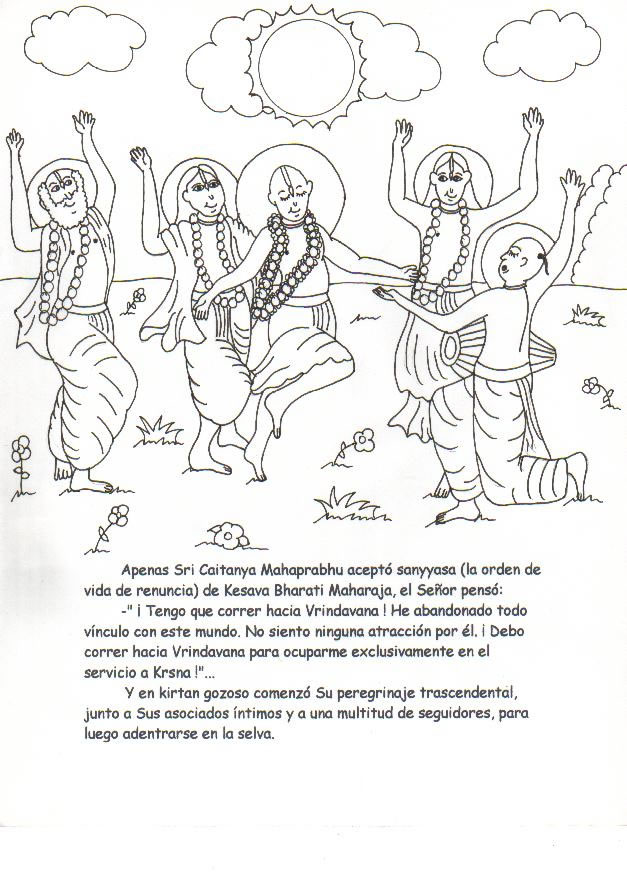 Apenas Sri Caitanya Mahaprabhu aceptó sanyyasa (la orden de
vida de renuncia) de Kesava Bharati Maharaja, el Señor pensó:
-" ¡ Tengo que correr hacia Vrindavana ! He abandonado todo
vínculo con este mundo. No siento ninguna atracción por él. ¡ Debo
correr hacia Vrindavana para ocuparme exclusivamente en el
servicio a Krsna !"...
Y en kirtan gozoso comenzó Su peregrinaje trascendental,
junto a Sus asociados íntimos y a una multitud de seguidores, para
luego adentrarse en la selva.